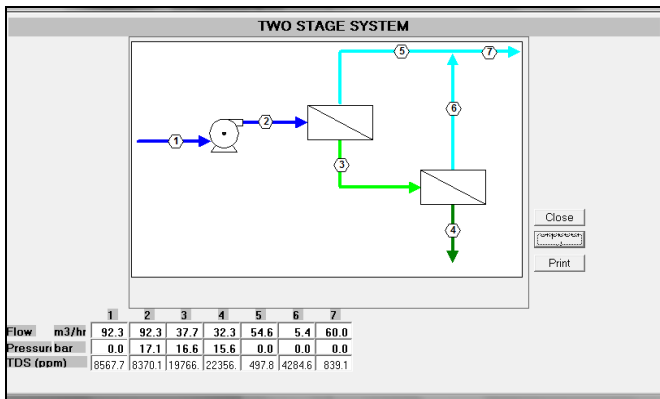 TWO STAGE SYSTEM
5
7
2
6
1
3
4
Close
Print
1 2 3 4 5 6 7
Flow m3/hr 92.3 92.3 37.7 32.3 54.6 5.4 60.0
Pressure bar 0.0 17.1 16.6 15.6 0.0 0.0 0.0
TDS (ppm) 8567.7 8370.1 19766. 22356. 497.8 4284.6 839.1